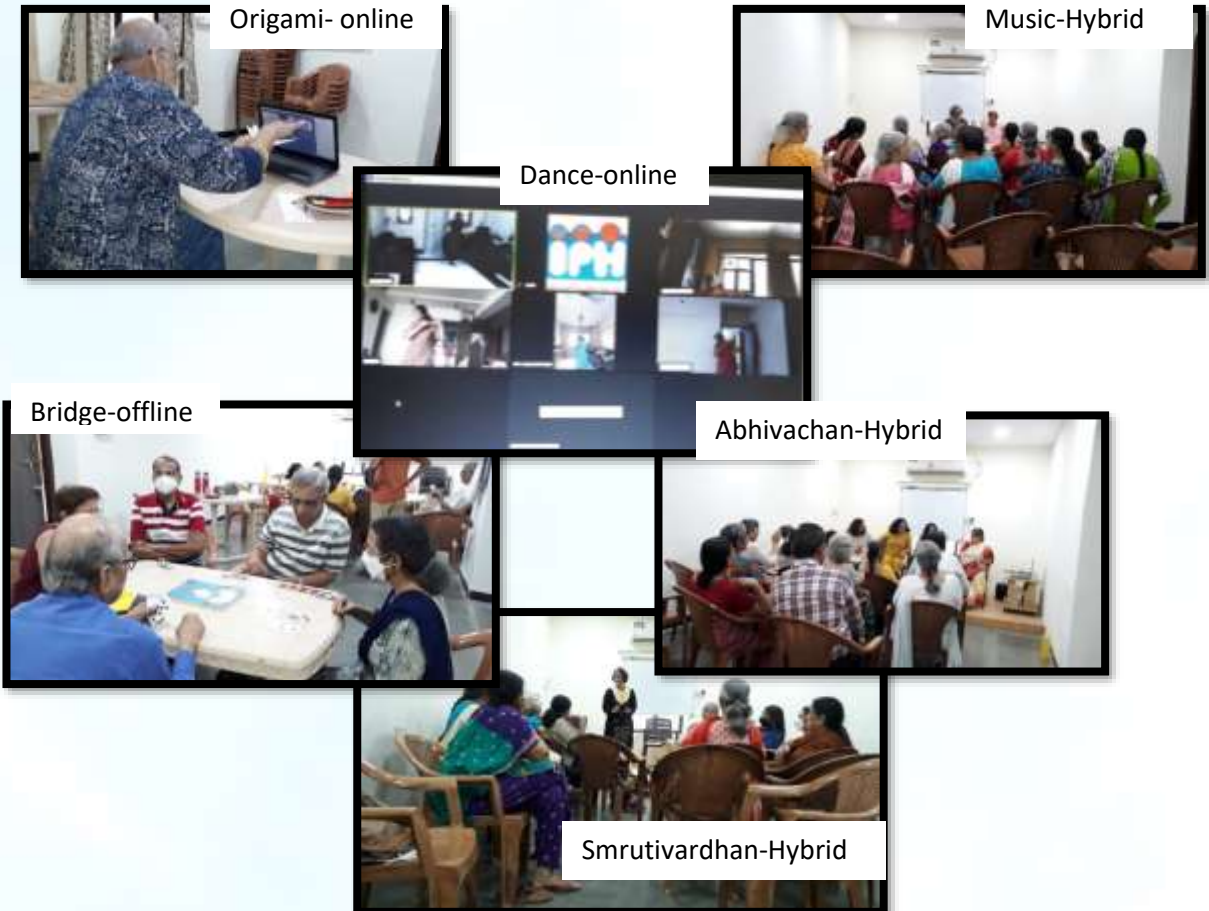 Origami- online
Music-Hybrid
Dance-online
IPH
Bridge-offline
Abhivachan-Hybrid
Smrutivardhan-Hybrid